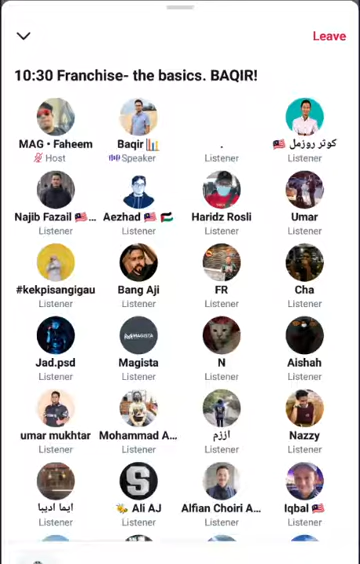 Leave
10:30 Franchise- the basics. BAQIR!
MAG • Faheem
Host
Baqir
Speaker
.
Listener
كوتر روزمل
Listener
Najib Fazail ...
Listener
Aezhad
Listener
Haridz Rosli
Listener
Umar
Listener
#kekpisangigau
Listener
Bang Aji
Listener
FR
Listener
Cha
Listener
Jad.psd
Listener
Magista
Listener
N
Listener
Aishah
Listener
umar mukhtar
Listener
Mohammad A...
Listener
اززم
Listener
Nazzy
Listener
ايما اديبا
Listener
S
Ali AJ
Listener
Alfian Choiri A...
Listener
Iqbal
Listener